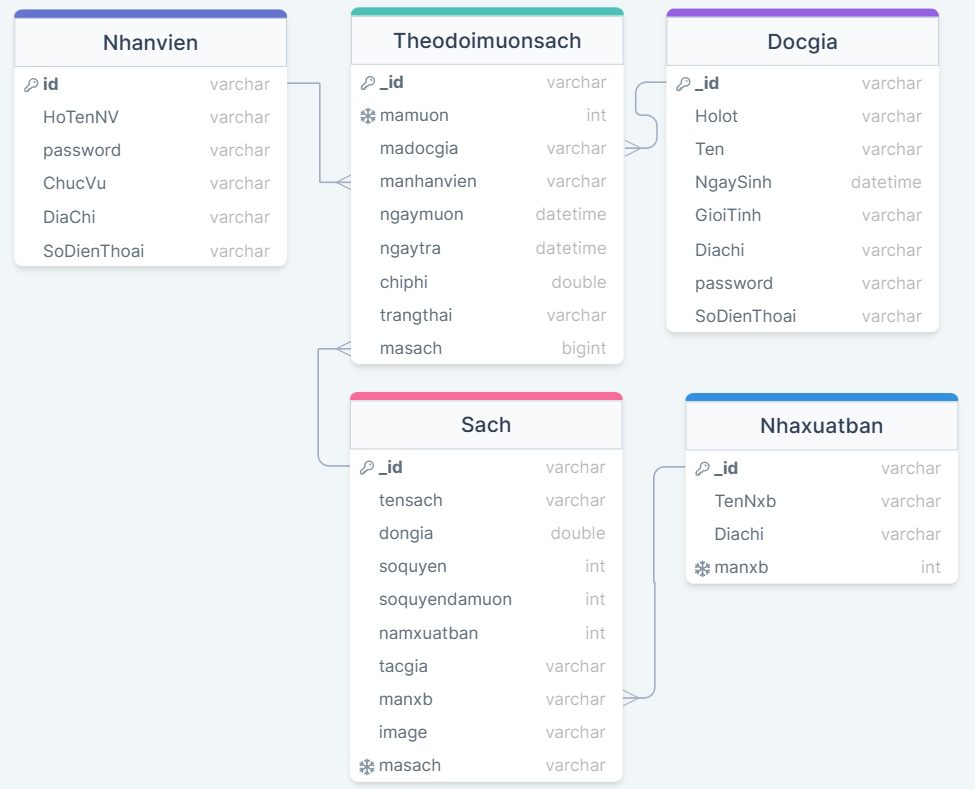 Nhanvien
id varchar
HoTenNV varchar
password varchar
ChucVu varchar
DiaChi varchar
SoDienThoai varchar
Theodoimuonsach
_id varchar
mamuon int
madocgia varchar
manhanvien varchar
ngaymuon datetime
ngaytra datetime
chiphi double
trangthai varchar
masach bigint
Docgia
_id varchar
Holot varchar
Ten varchar
NgaySinh datetime
GioiTinh varchar
Diachi varchar
password varchar
SoDienThoai varchar
Sach
_id varchar
tensach varchar
dongia double
soquyen int
soquyendamuon int
namxuatban int
tacgia varchar
manxb varchar
image varchar
masach varchar
Nhaxuatban
_id varchar
TenNxb varchar
Diachi varchar
manxb int